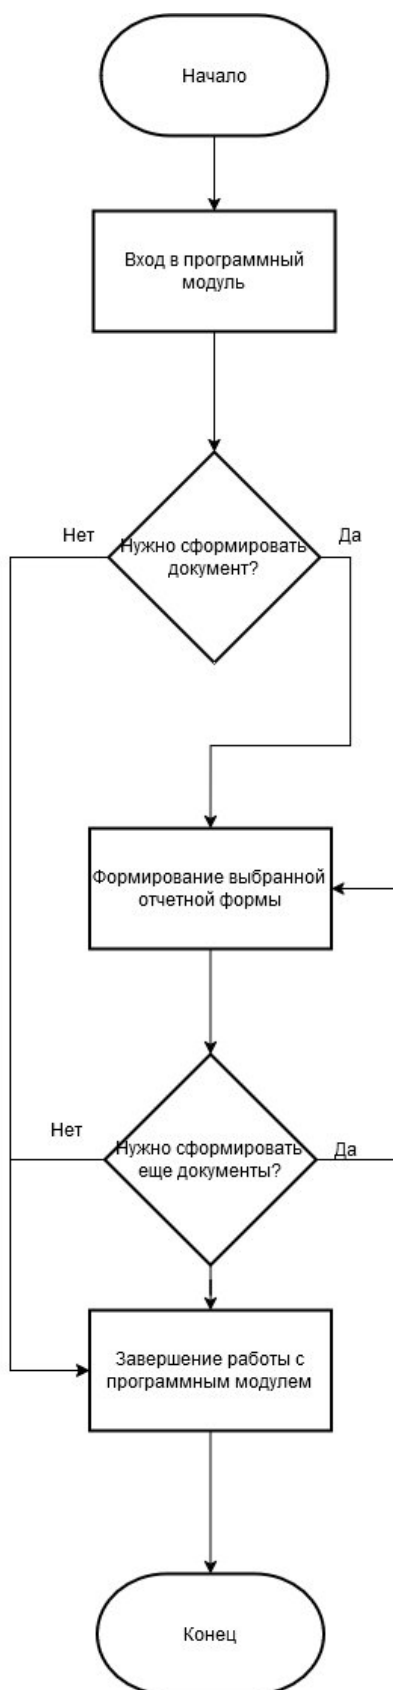 Начало
Вход в программный
модуль
Нет
Да
Нужно сформировать
документ?
Формирование выбранной
отчетной формы
Нет
Да
Нужно сформировать
еще документы?
Завершение работы с
программным модулем
Конец